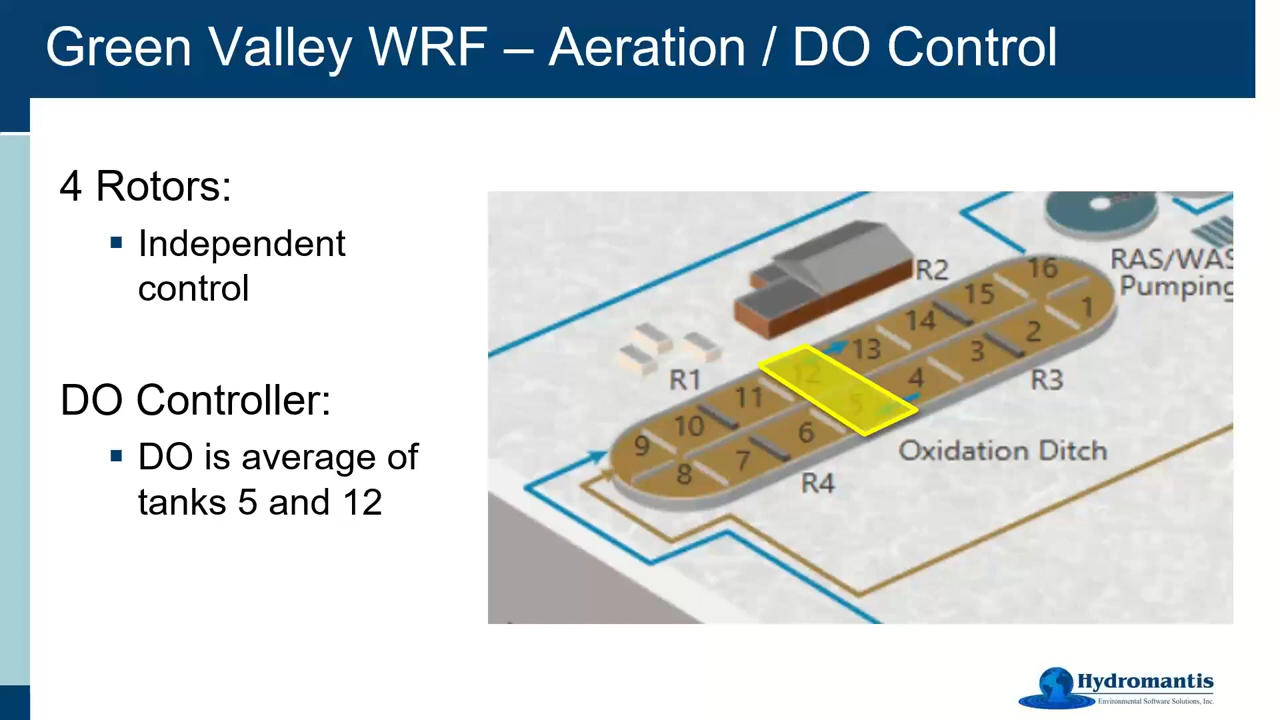 Green Valley WRF – Aeration / DO Control
4 Rotors:
Independent
control
DO Controller:
DO is average of
tanks 5 and 12
R2
16
RAS/WAS
Pumping
15
1
14
2
13
3
R1
12
4
R3
11
5
10
6
Oxidation Ditch
9
7
8
R4
Hydromantis
Environmental Software Solutions, Inc.